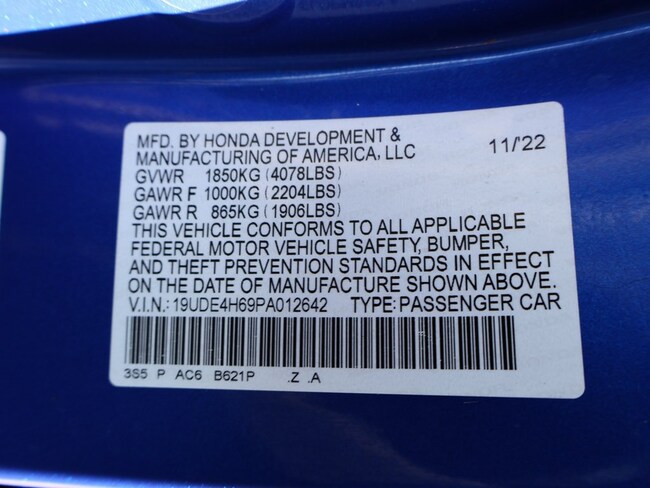 MFD. BY HONDA DEVELOPMENT &
MANUFACTURING OF AMERICA, LLC 11/22
GVWR 1850KG (4078LBS)
GAWR F 1000KG (2204LBS)
GAWR R 865KG (1906LBS)
THIS VEHICLE CONFORMS TO ALL APPLICABLE
FEDERAL MOTOR VEHICLE SAFETY, BUMPER,
AND THEFT PREVENTION STANDARDS IN EFFECT
ON THE DATE OF MANUFACTURE SHOWN ABOVE.
V.I.N.: 19UDE4H69PA012642 TYPE: PASSENGER CAR
3S5 P AC6 B621P .Z .A